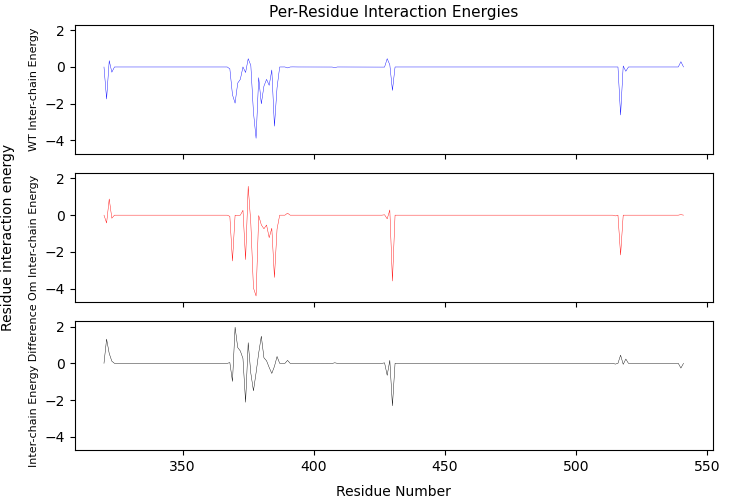 Per-Residue Interaction Energies
WT Inter-chain Energy
2
0
−2
−4
Residue interaction energy
Om Inter-chain Energy
2
0
−2
−4
Inter-chain Energy Difference
2
0
−2
−4
350
400
450
500
550
Residue Number